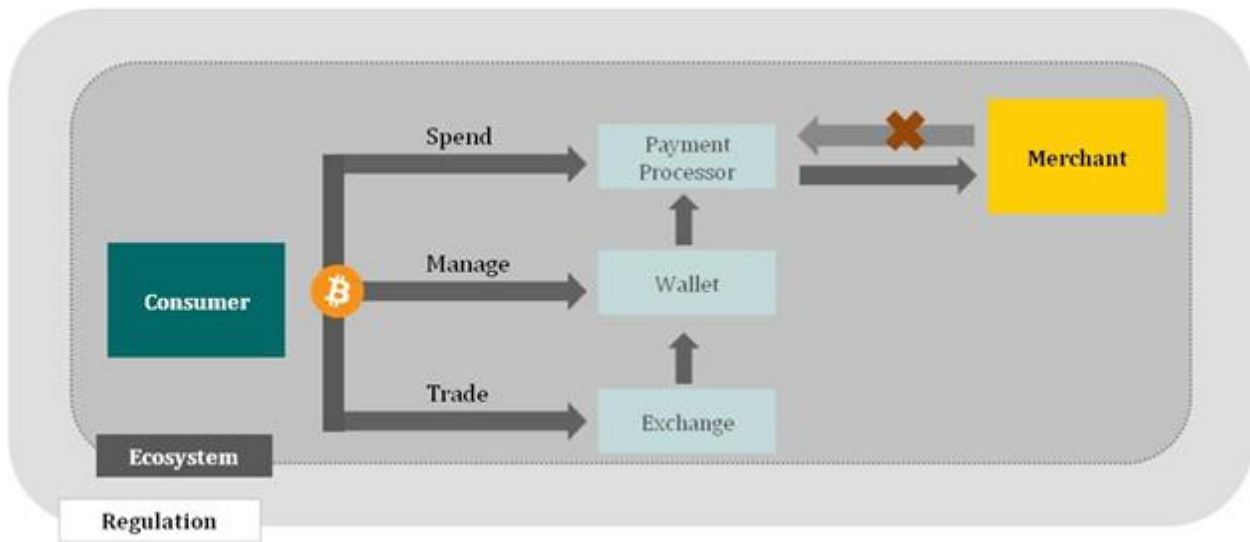 Spend
Payment
Processor
Merchant
Manage
Consumer
Wallet
Trade
Exchange
Ecosystem
Regulation